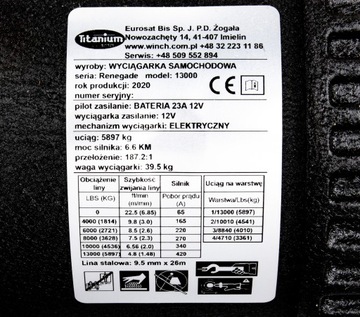 Titanium
Eurosat Bis Sp. J. P.D. Żogała
Nowozachęty 14, 41-407 Imielin
www.winch.com.pl +48 32 223 11 86
Serwis: +48 509 552 894
wyroby: WYCIĄGARKA SAMOCHODOWA
seria: Renegade model: 13000
rok produkcji: 2020
numer seryjny:
CE
pilot zasilanie: BATERIA 23A 12V
wyciągarka zasilanie: 12V
mechanizm wyciągarki: ELEKTRYCZNY
uciąg: 5897 kg
moc silnika: 6.6 KM
przełożenie: 187.2:1
waga wyciągarki: 39.5 kg
Obciążenie liny Szybkosc zwijania liny Silnik Uciąg na warstwę
LBS (KG) ft/min (m/min) Pobór prądu (A) Warstwa/Lbs(kg)
0 22.5 (6.85) 65 1/13000 (5897)
4000 (1814) 9.8 (3.0) 165 2/10010 (4541)
6000 (2721) 8.5 (2.6) 220 3/8840 (4010)
8000 (3628) 7.5 (2.3) 270 4/4710 (3361)
10000 (4536) 6.56 (2.0) 340
13000 (5897) 4.8 (1.48) 420
Lina stalowa: 9.5 mm x 26m